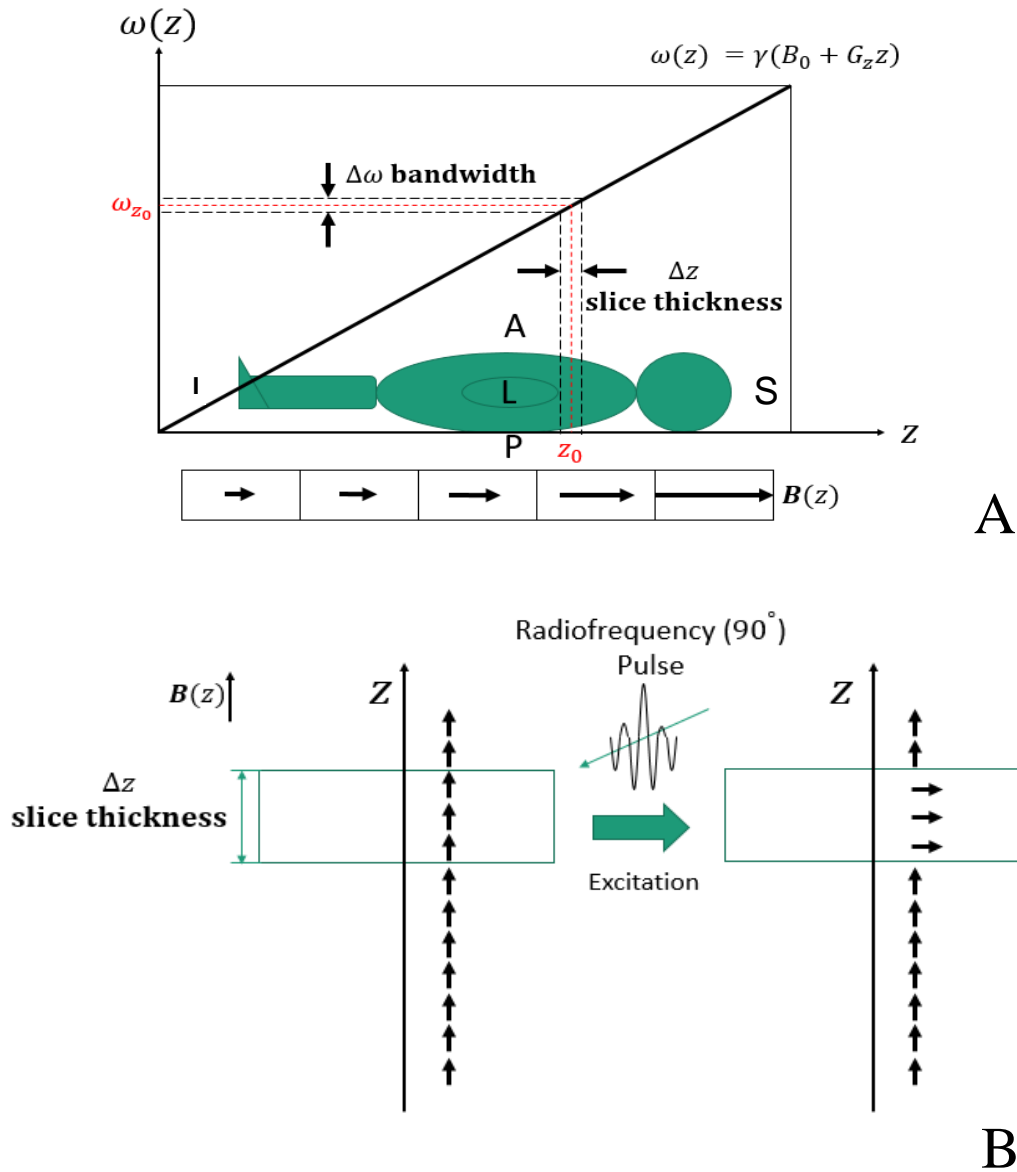 ω(z)
ω(z) = γ(B₀ + G_z z)
Δω bandwidth
ω_z₀
Δz
slice thickness
A
I
L
S
P
z₀
Z
B(z)
A
Radiofrequency (90°)
Pulse
B(z)
Z
Z
Δz
slice thickness
Excitation
B